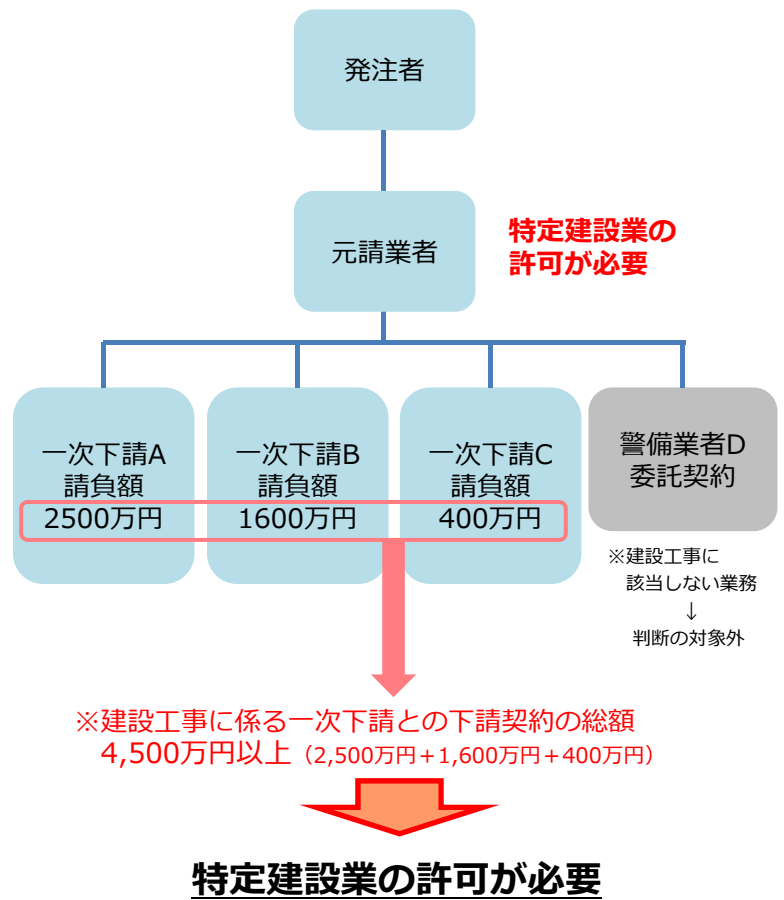 発注者
元請業者
特定建設業の
許可が必要
一次下請A
請負額
2500万円
一次下請B
請負額
1600万円
一次下請C
請負額
400万円
警備業者D
委託契約
※建設工事に
該当しない業務
↓
判断の対象外
※建設工事に係る一次下請との下請契約の総額
4,500万円以上（2,500万円＋1,600万円＋400万円）
特定建設業の許可が必要